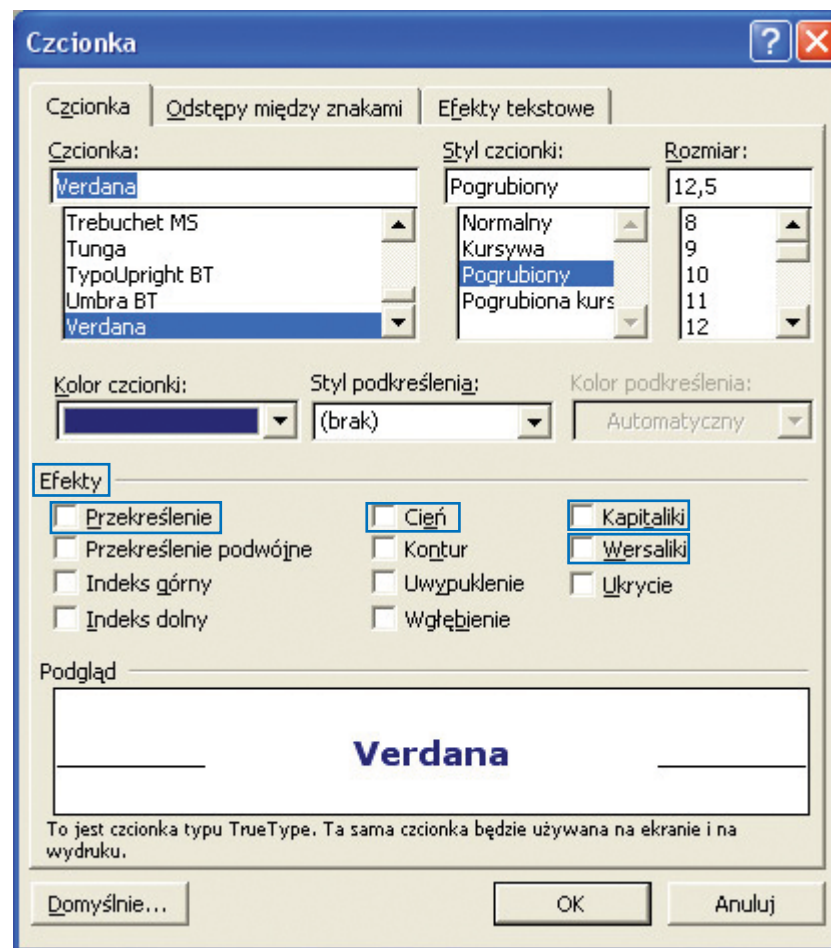 Czcionka
Czcionka Odstępy między znakami Efekty tekstowe
Czcionka: Styl czcionki: Rozmiar:
Verdana Pogrubiony 12,5
Trebuchet MS Normalny 8
Tunga Kursywa 9
TypoUpright BT Pogrubiony 10
Umbra BT Pogrubiona kurs 11
Verdana 12
Kolor czcionki: Styl podkreślenia: Kolor podkreślenia:
(brak) Automatyczny
Efekty
Przekreślenie Cień Kapitaliki
Przekreślenie podwójne Kontur Wersaliki
Indeks górny Uwypuklenie Ukrycie
Indeks dolny Wgłębienie
Podgląd
Verdana
To jest czcionka typu TrueType. Ta sama czcionka będzie używana na ekranie i na
wydruku.
Domyślnie... OK Anuluj